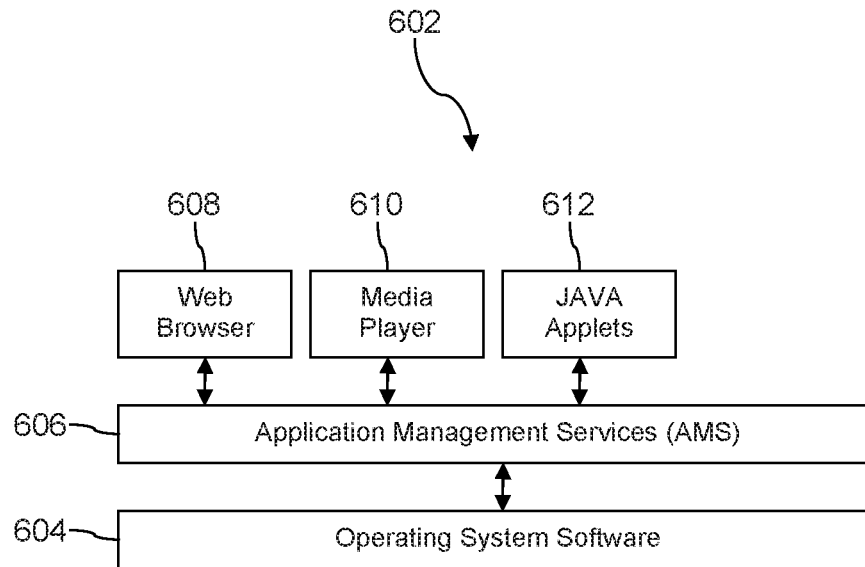 602
608
610
612
Web
Browser
Media
Player
JAVA
Applets
606
Application Management Services (AMS)
604
Operating System Software